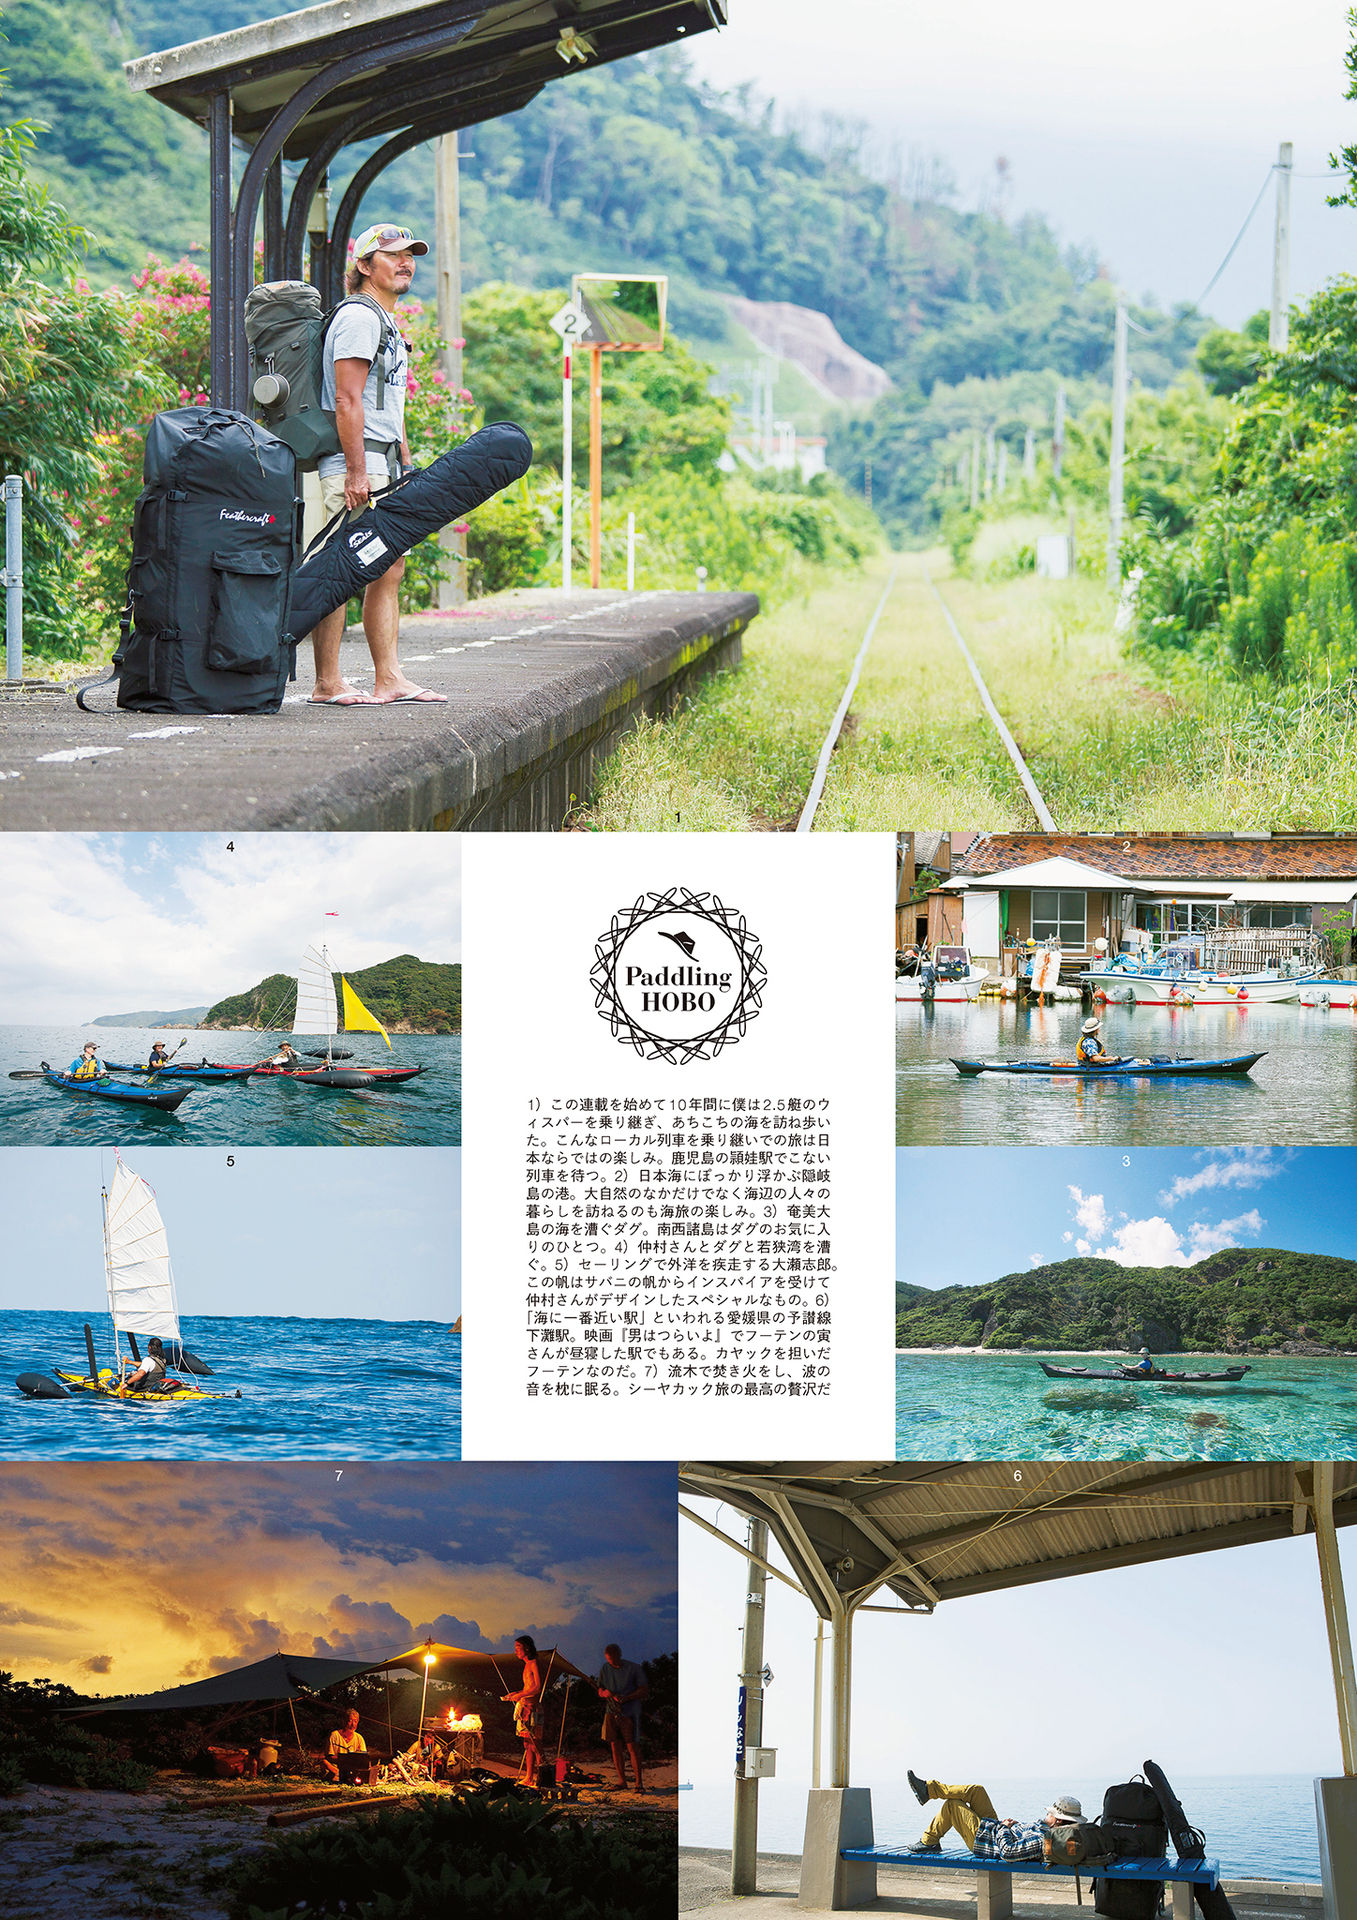 Feathercraft
SEALS
2
1
4
2
Paddling
HOBO
1）この連載を始めて10年間に僕は2.5艇のウ
ィスパーを乗り継ぎ、あちこちの海を訪ね歩い
た。こんなローカル列車を乗り継いでの旅は日
本ならではの楽しみ。鹿児島の頴娃駅でこない
列車を待つ。2）日本海にぽっかり浮かぶ隠岐
島の港。大自然のなかだけでなく海辺の人々の
暮らしを訪ねるのも海旅の楽しみ。3）奄美大
島の海を漕ぐダグ。南西諸島はダグのお気に入
りのひとつ。4）仲村さんとダグと若狭湾を漕
ぐ。5）セーリングで外洋を疾走する大瀬志郎。
この帆はサバニの帆からインスパイアを受けて
仲村さんがデザインしたスペシャルなもの。6）
「海に一番近い駅」といわれる愛媛県の予讃線
下灘駅。映画『男はつらいよ』でフーテンの寅
さんが昼寝した駅でもある。カヤックを担いだ
フーテンなのだ。7）流木で焚き火をし、波の
音を枕に眠る。シーヤカック旅の最高の贅沢だ
5
3
7
6
2
しもなだ
Feathercraft